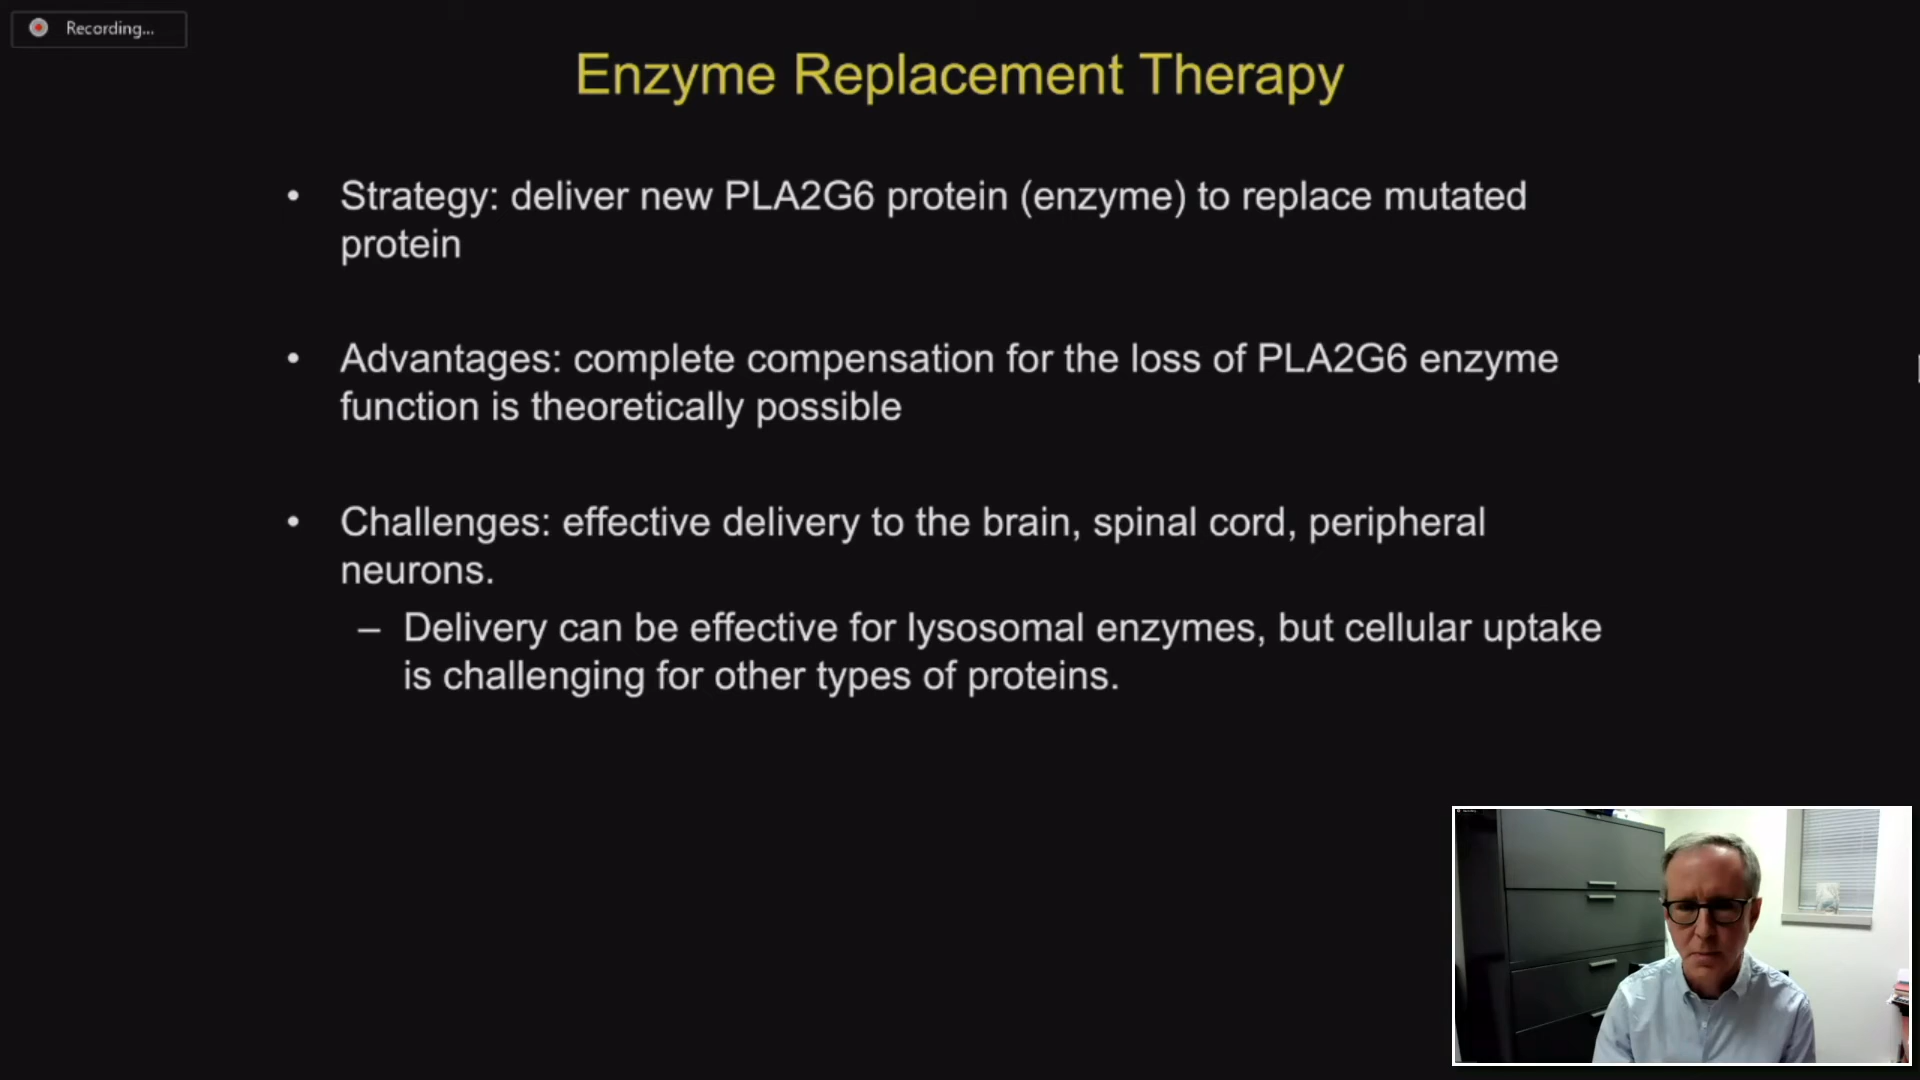 Recording...
Enzyme Replacement Therapy
• Strategy: deliver new PLA2G6 protein (enzyme) to replace mutated
protein
• Advantages: complete compensation for the loss of PLA2G6 enzyme
function is theoretically possible
• Challenges: effective delivery to the brain, spinal cord, peripheral
neurons.
– Delivery can be effective for lysosomal enzymes, but cellular uptake
is challenging for other types of proteins.